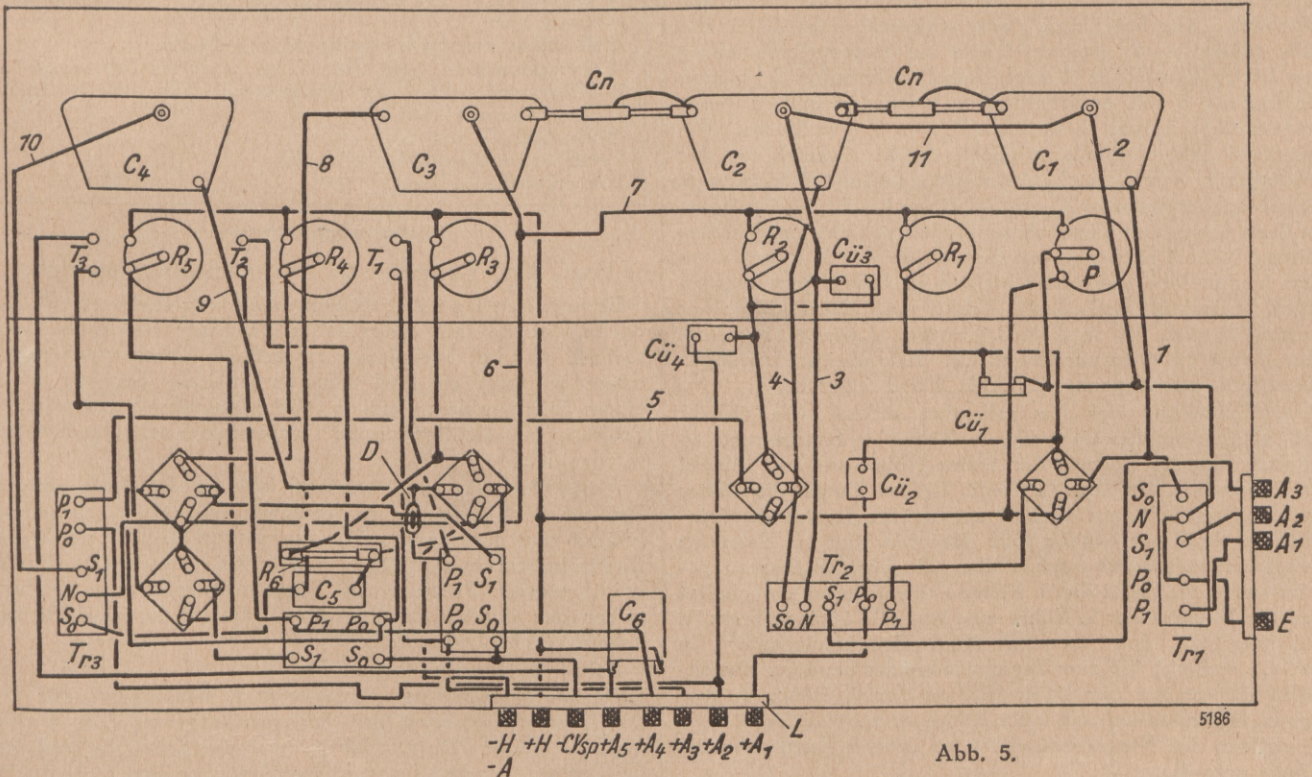 Cn
Cn
10
C4
8
C3
C2
11
2
C1
7
T3
R5
T2
R4
T1
R3
R2
Cü3
R1
P
9
Cü4
6
4
3
1
5
Cü1
D
Cü2
P1
P0
S1
N
S0
Tr3
R6
C5
P1
P0
S1
S0
P1
S1
P0
S0
C6
Tr2
S0
N
S1
P0
P1
S0
N
S1
P0
P1
Tr1
A3
A2
A1
E
L
-H +H -CVsp +A5 +A4 +A3 +A2 +A1
-A
5186
Abb. 5.